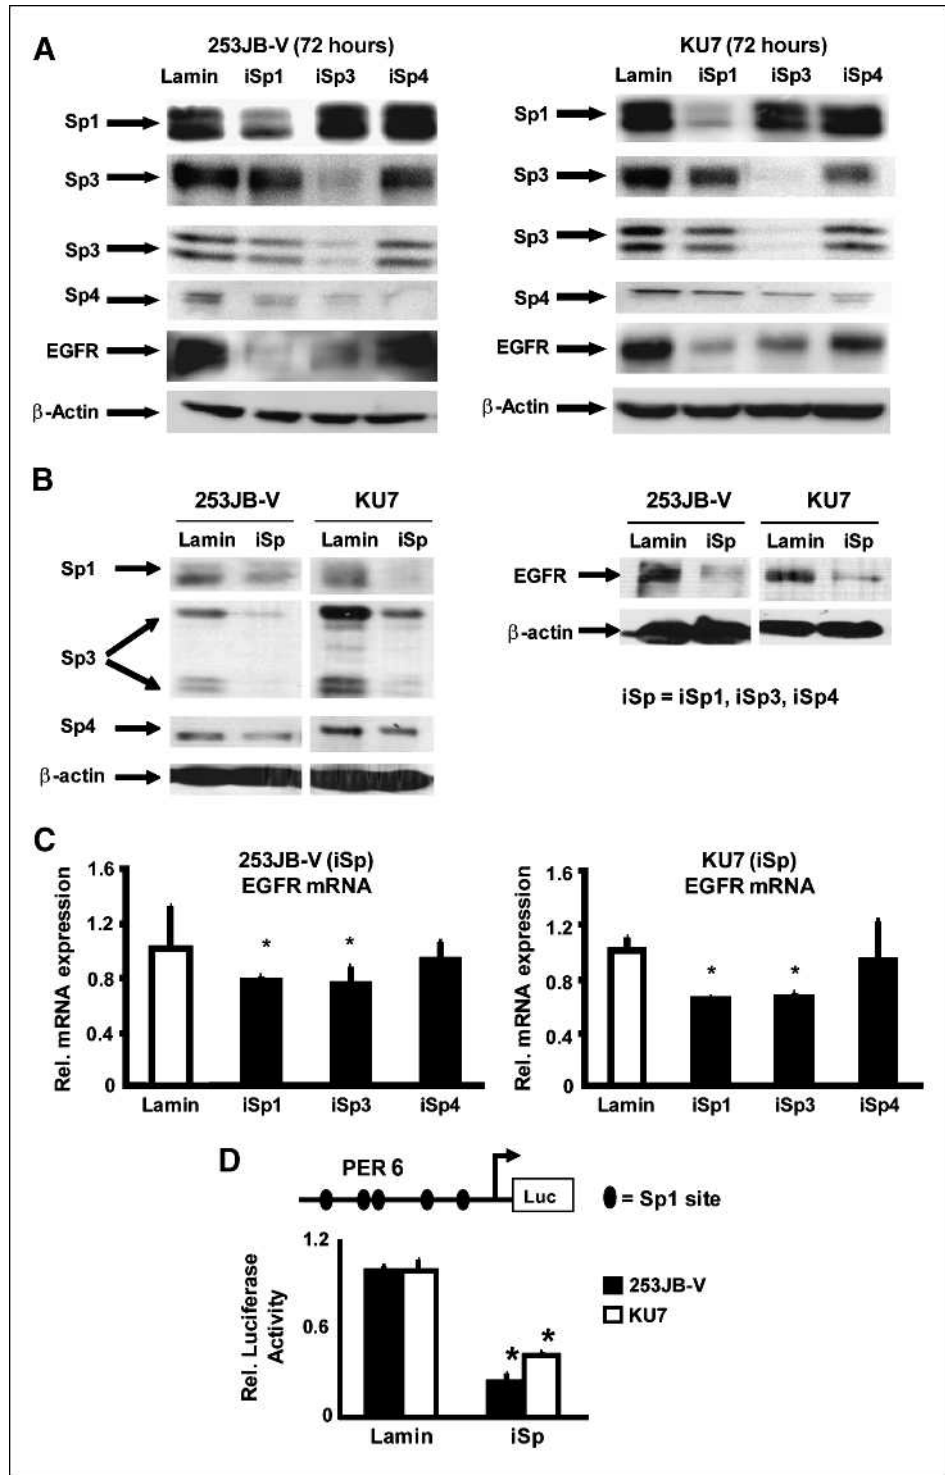 A
253JB-V (72 hours)
Lamin iSp1 iSp3 iSp4
Sp1
Sp3
Sp3
Sp4
EGFR
β-Actin
KU7 (72 hours)
Lamin iSp1 iSp3 iSp4
Sp1
Sp3
Sp3
Sp4
EGFR
β-Actin
B
253JB-V KU7
Lamin iSp Lamin iSp
Sp1
Sp3
Sp4
β-actin
253JB-V KU7
Lamin iSp Lamin iSp
EGFR
β-actin
iSp = iSp1, iSp3, iSp4
C
253JB-V (iSp)
EGFR mRNA
Rel. mRNA expression
1.6
1.2
0.8
0.4
0
* *
Lamin iSp1 iSp3 iSp4
KU7 (iSp)
EGFR mRNA
Rel. mRNA expression
1.6
1.2
0.8
0.4
0
* *
Lamin iSp1 iSp3 iSp4
D
PER 6
Luc
= Sp1 site
Rel. Luciferase
Activity
1.2
0.6
0
* *
Lamin iSp
253JB-V
KU7